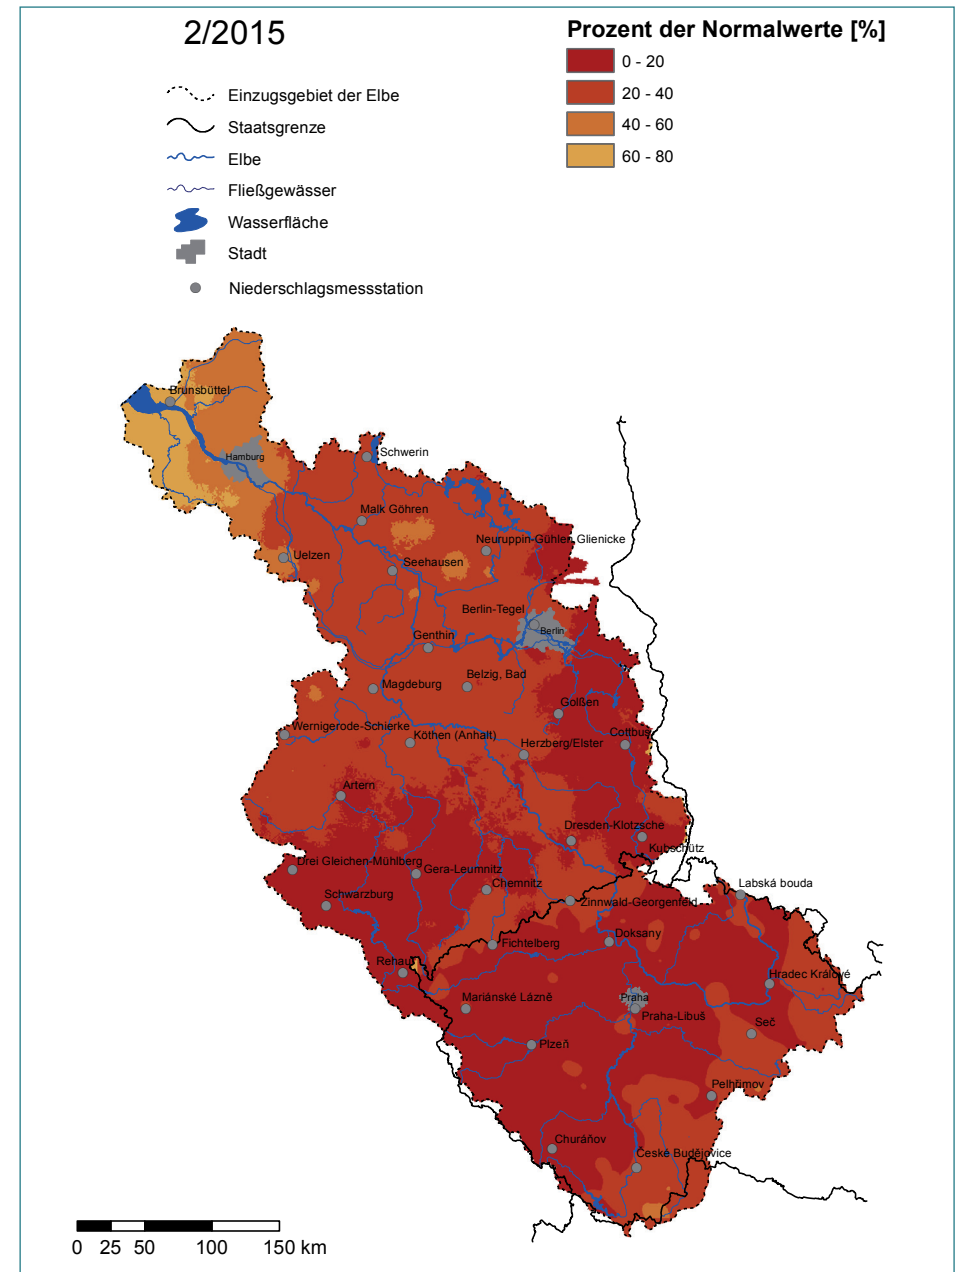 2/2015
Prozent der Normalwerte [%]
0 - 20
20 - 40
40 - 60
60 - 80
Einzugsgebiet der Elbe
Staatsgrenze
Elbe
Fließgewässer
Wasserfläche
Stadt
Niederschlagsmessstation
Brunsbüttel
Hamburg
Schwerin
Malk Göhren
Neuruppin-Gühlen Glienicke
Uelzen
Seehausen
Berlin-Tegel
Berlin
Genthin
Belzig, Bad
Magdeburg
Golßen
Wernigerode-Schierke
Köthen (Anhalt)
Cottbus
Herzberg/Elster
Artern
Dresden-Klotzsche
Kubschütz
Drei Gleichen-Mühlberg
Gera-Leumnitz
Chemnitz
Labská bouda
Schwarzburg
Zinnwald-Georgenfeld
Doksany
Fichtelberg
Rehau
Hradec Králové
Mariánské Lázně
Praha
Praha-Libuš
Seč
Plzeň
Pelhřimov
Churáňov
České Budějovice
0 25 50 100 150 km